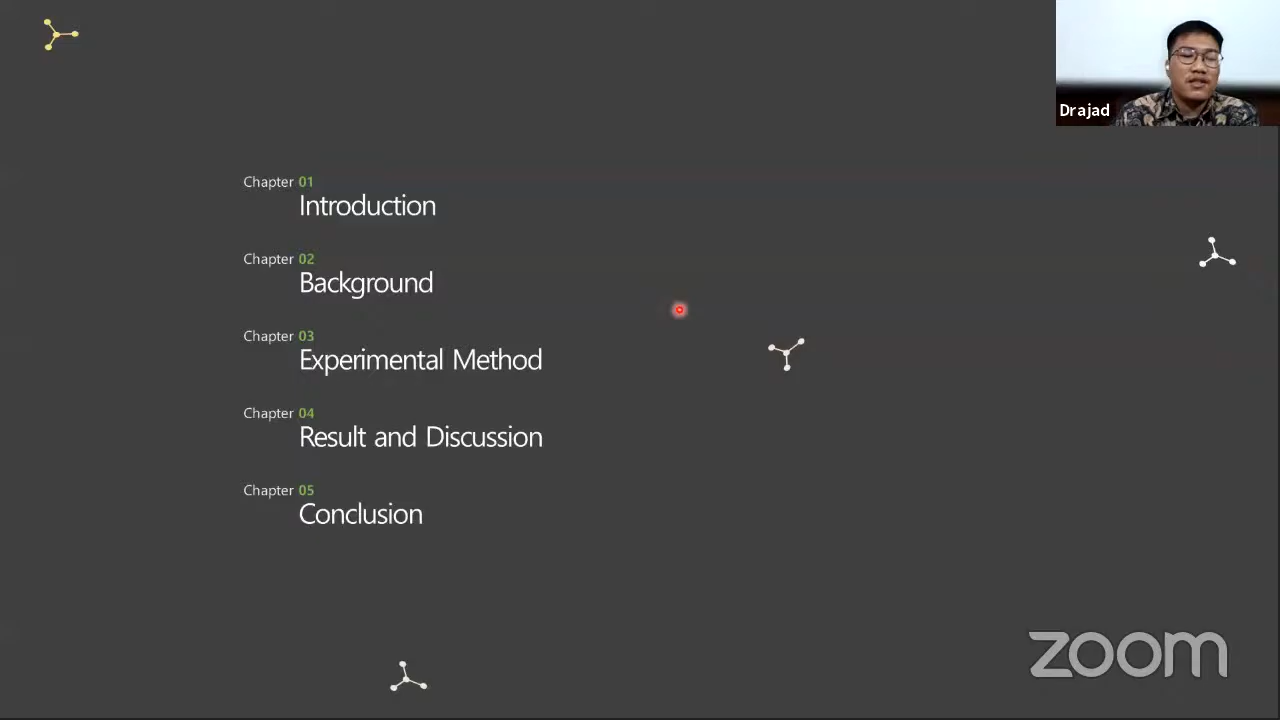 Drajad
Chapter 01
Introduction
Chapter 02
Background
Chapter 03
Experimental Method
Chapter 04
Result and Discussion
Chapter 05
Conclusion
zoom